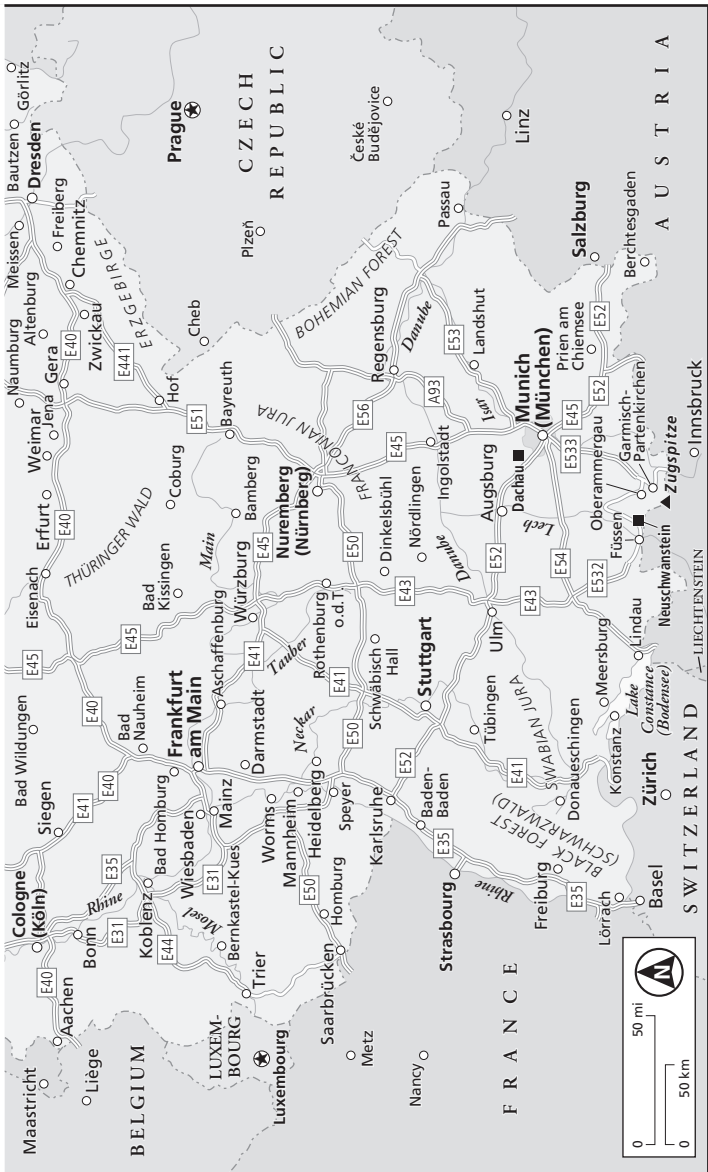 Maastricht
Liège
Aachen
E40
Cologne
(Köln)
Siegen
Bad Wildungen
E45
Eisenach
Erfurt
Weimar
Jena
Naumburg
Gera
Altenburg
Meissen
Bautzen
Görlitz
Dresden
Freiberg
Chemnitz
Zwickau
E40
E441
ERZGEBIRGE
E40
THÜRINGER WALD
E41
E40
E40
Bonn
E31
Rhine
E35
Bad
Nauheim
E45
Bad
Kissingen
Coburg
Hof
E51
Cheb
Prague
CZECH
REPUBLIC
Plzeň
České
Budějovice
BELGIUM
Koblenz
E44
Bad Homburg
Frankfurt
am Main
Wiesbaden
Mainz
E31
Mosel
Bernkastel-Kues
Aschaffenburg
Würzburg
Main
Bamberg
Bayreuth
LUXEM-
BOURG
Luxembourg
Trier
Darmstadt
E41
Tauber
E45
Nuremberg
(Nürnberg)
FRANCONIAN JURA
BOHEMIAN FOREST
Worms
Mannheim
Heidelberg
Neckar
E50
Homburg
Saarbrücken
Speyer
Rothenburg
o.d.T.
E41
E50
E50
Schwäbisch
Hall
Dinkelsbühl
Nördlingen
E43
E45
E56
Regensburg
Danube
Passau
Metz
Nancy
Karlsruhe
E52
Stuttgart
Baden-
Baden
E35
Strasbourg
Tübingen
SWABIAN JURA
Danube
Ingolstadt
A93
E53
Landshut
Isar
Linz
Rhine
Ulm
E52
Augsburg
Dachau
Munich
(München)
Lech
FRANCE
Freiburg
E35
BLACK FOREST
(SCHWARZWALD)
Donaueschingen
E41
E43
E54
E533
E45
E52
E52
Prien am
Chiemsee
Salzburg
Berchtesgaden
AUSTRIA
Lörrach
Basel
Konstanz
Meersburg
Lake
Constance
(Bodensee)
Lindau
E532
Füssen
Neuschwanstein
Oberammergau
Garmisch-
Partenkirchen
Zugspitze
Innsbruck
Zürich
SWITZERLAND
LIECHTENSTEIN
0
50 mi
0
50 km
N